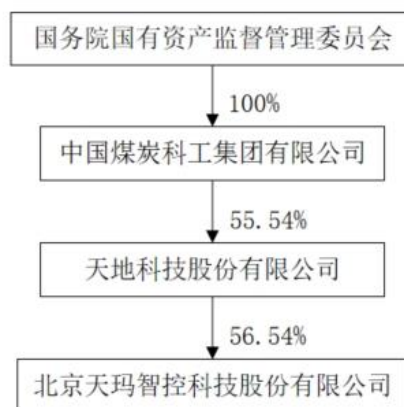 国务院国有资产监督管理委员会
100%
中国煤炭科工集团有限公司
55.54%
天地科技股份有限公司
56.54%
北京天玛智控科技股份有限公司